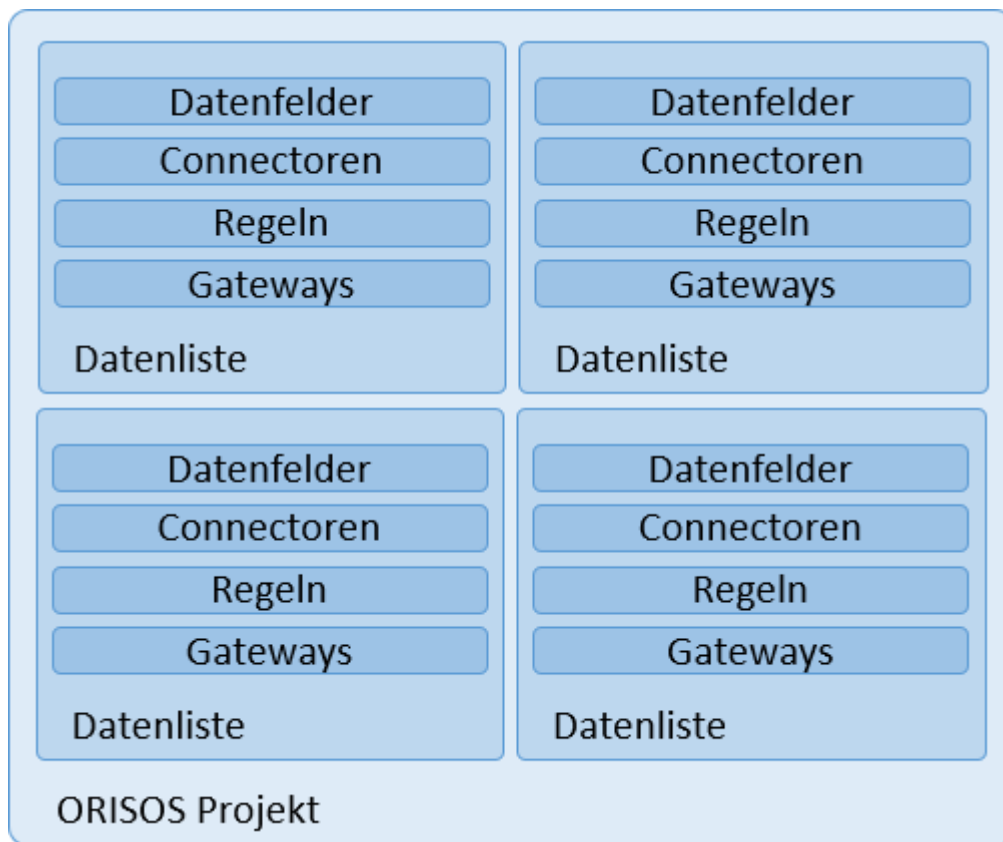 Datenfelder
Connectoren
Regeln
Gateways
Datenliste
Datenfelder
Connectoren
Regeln
Gateways
Datenliste
Datenfelder
Connectoren
Regeln
Gateways
Datenliste
Datenfelder
Connectoren
Regeln
Gateways
Datenliste
ORISOS Projekt